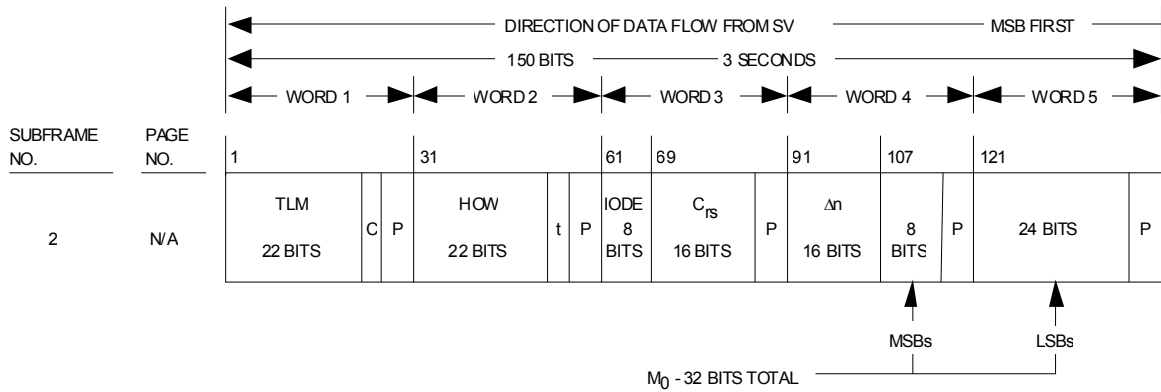 DIRECTION OF DATA FLOW FROM SV MSB FIRST
150 BITS 3 SECONDS
WORD 1 WORD 2 WORD 3 WORD 4 WORD 5
SUBFRAME NO. PAGE NO.
1 31 61 69 91 107 121
2 N/A
TLM 22 BITS C P HOW 22 BITS t P IODE 8 BITS Crs 16 BITS P Δn 16 BITS 8 BITS P 24 BITS P
MSBs LSBs
M0 - 32 BITS TOTAL